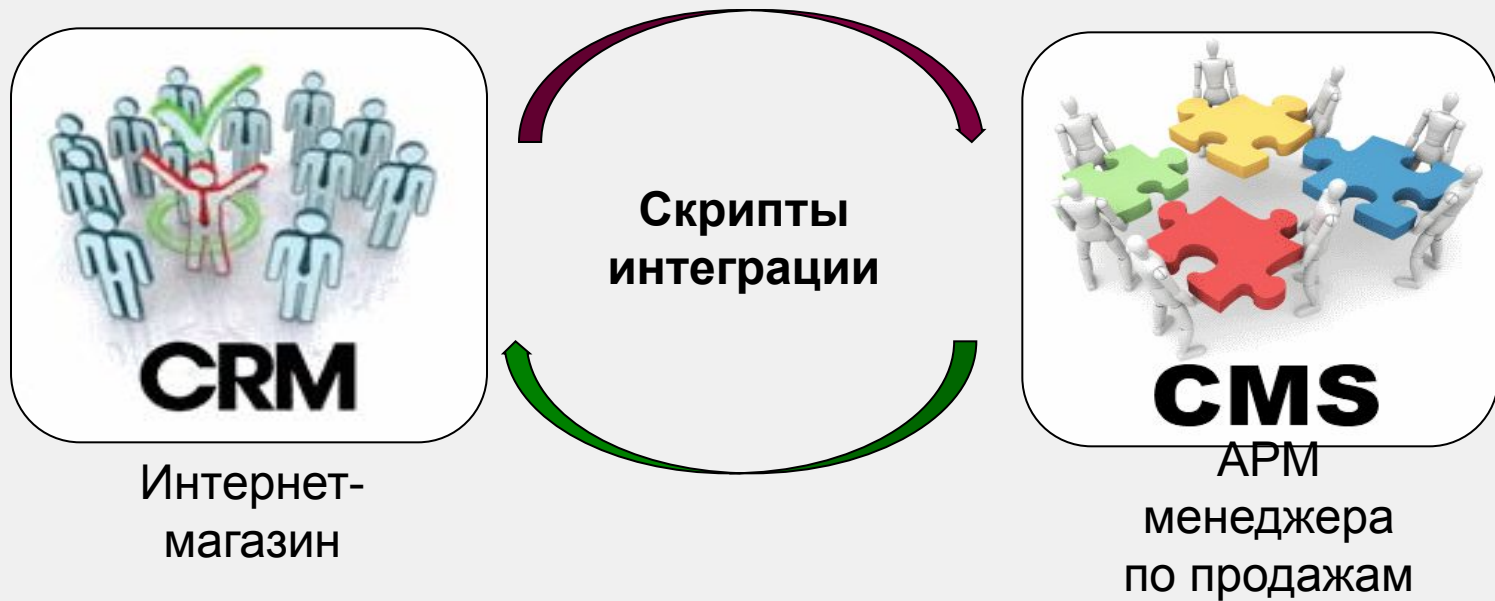 CRM
Интернет-
магазин
Скрипты
интеграции
CMS
АРМ
менеджера
по продажам